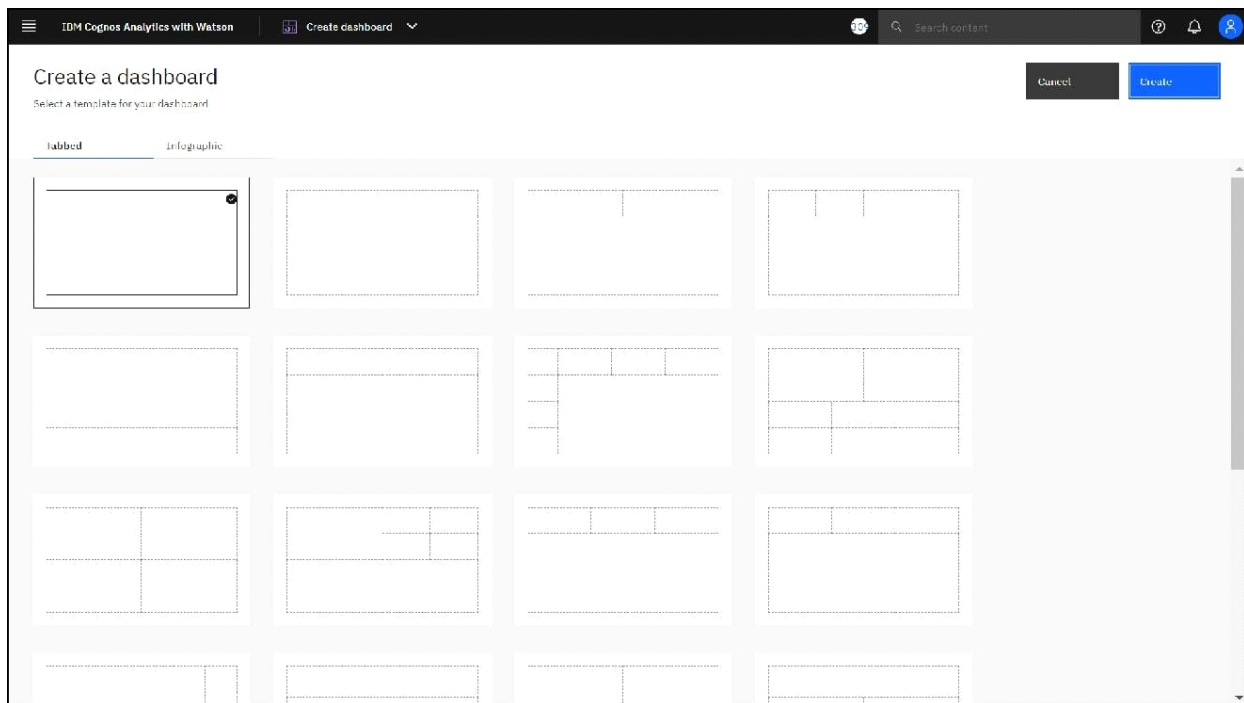 IBM Cognos Analytics with Watson
Create dashboard
Search content
Create a dashboard
Select a template for your dashboard
Cancel
Create
Tabbed
Infographic